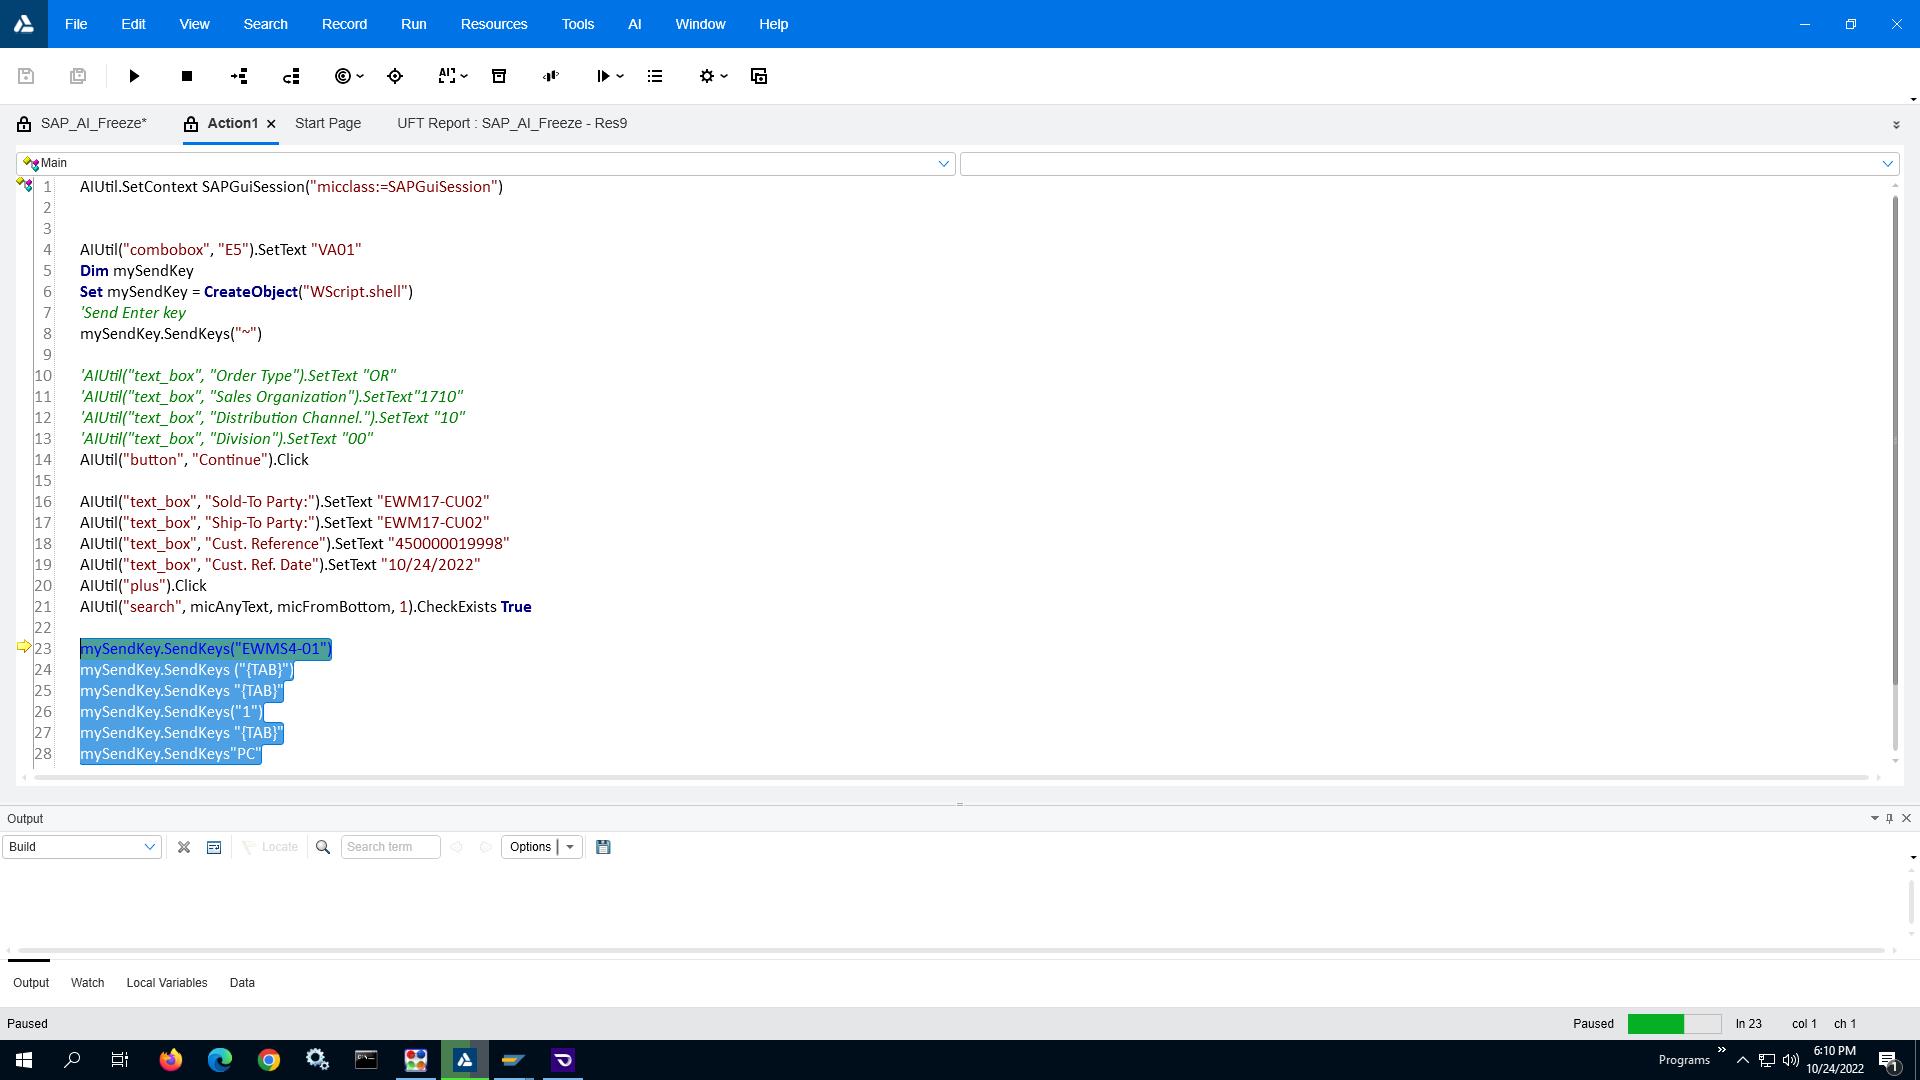 File Edit View Search Record Run Resources Tools AI Window Help
AI
SAP_AI_Freeze* Action1 Start Page UFT Report : SAP_AI_Freeze - Res9
Main
1 AIUtil.SetContext SAPGuiSession("micclass:=SAPGuiSession")
2
3
4 AIUtil("combobox", "E5").SetText "VA01"
5 Dim mySendKey
6 Set mySendKey = CreateObject("WScript.shell")
7 'Send Enter key
8 mySendKey.SendKeys("~")
9
10 'AIUtil("text_box", "Order Type").SetText "OR"
11 'AIUtil("text_box", "Sales Organization").SetText"1710"
12 'AIUtil("text_box", "Distribution Channel.").SetText "10"
13 'AIUtil("text_box", "Division").SetText "00"
14 AIUtil("button", "Continue").Click
15
16 AIUtil("text_box", "Sold-To Party:").SetText "EWM17-CU02"
17 AIUtil("text_box", "Ship-To Party:").SetText "EWM17-CU02"
18 AIUtil("text_box", "Cust. Reference").SetText "450000019998"
19 AIUtil("text_box", "Cust. Ref. Date").SetText "10/24/2022"
20 AIUtil("plus").Click
21 AIUtil("search", micAnyText, micFromBottom, 1).CheckExists True
22
23 mySendKey.SendKeys("EWMS4-01")
24 mySendKey.SendKeys ("{TAB}")
25 mySendKey.SendKeys "{TAB}"
26 mySendKey.SendKeys("1")
27 mySendKey.SendKeys "{TAB}"
28 mySendKey.SendKeys"PC"
Output
Build Locate Search term Options
Output Watch Local Variables Data
Paused Paused ln 23 col 1 ch 1
Programs 6:10 PM
10/24/2022 1